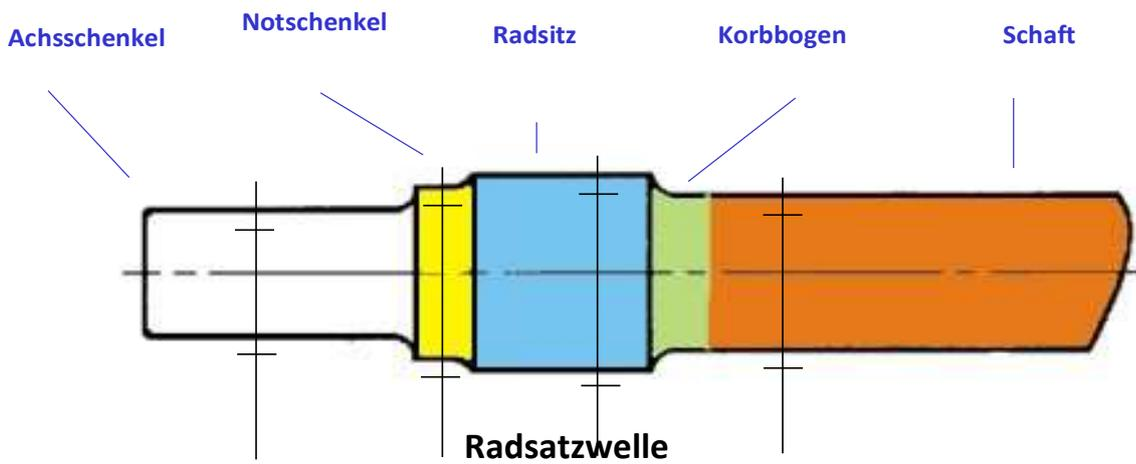 Achsschenkel
Notschenkel
Radsitz
Korbbogen
Schaft
Radsatzwelle